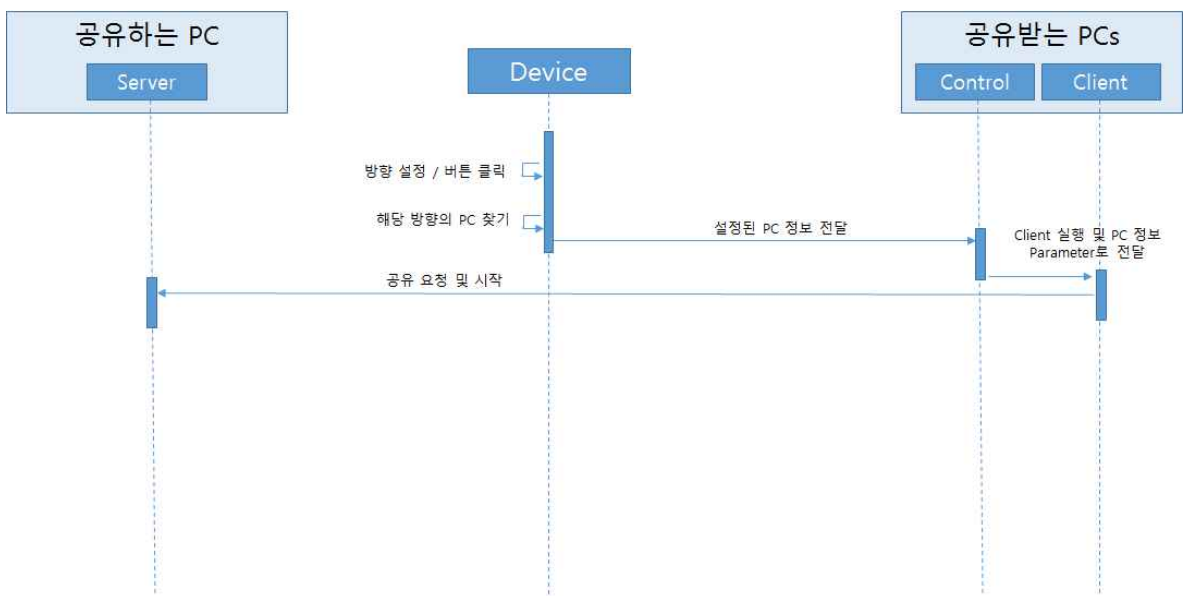 공유하는 PC
Server
Device
공유받는 PCs
Control
Client
방향 설정 / 버튼 클릭
해당 방향의 PC 찾기
설정된 PC 정보 전달
Client 실행 및 PC 정보
Parameter로 전달
공유 요청 및 시작